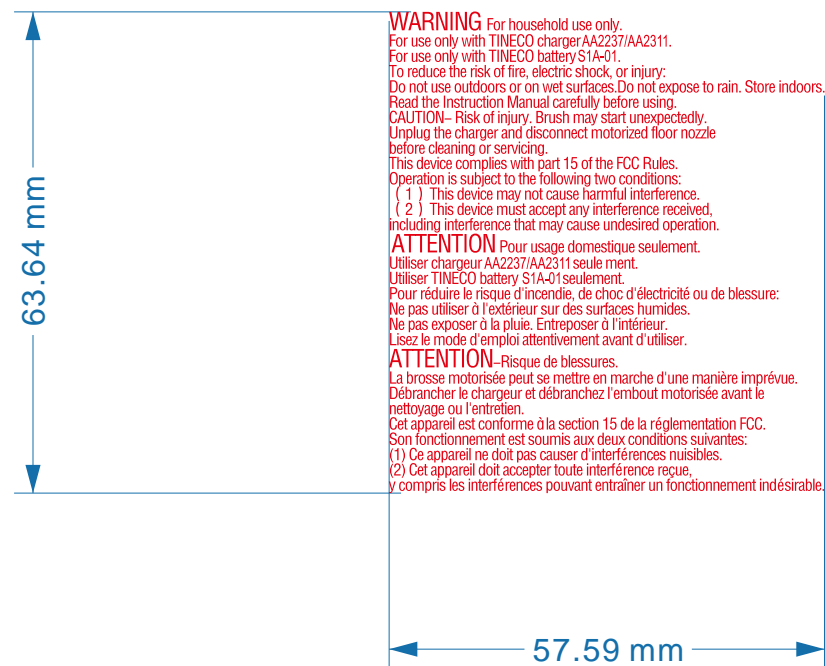 WARNING For household use only.
For use only with TINECO charger AA2237/AA2311.
For use only with TINECO battery S1A-01.
To reduce the risk of fire, electric shock, or injury:
Do not use outdoors or on wet surfaces.Do not expose to rain. Store indoors.
Read the Instruction Manual carefully before using.
CAUTION– Risk of injury. Brush may start unexpectedly.
Unplug the charger and disconnect motorized floor nozzle
before cleaning or servicing.
This device complies with part 15 of the FCC Rules.
Operation is subject to the following two conditions:
( 1 ) This device may not cause harmful interference.
( 2 ) This device must accept any interference received,
including interference that may cause undesired operation.
ATTENTION Pour usage domestique seulement.
Utiliser chargeur AA2237/AA2311 seule ment.
Utiliser TINECO battery S1A-01seulement.
Pour réduire le risque d'incendie, de choc d'électricité ou de blessure:
Ne pas utiliser à l'extérieur sur des surfaces humides.
Ne pas exposer à la pluie. Entreposer à l'intérieur.
Lisez le mode d'emploi attentivement avant d'utiliser.
ATTENTION–Risque de blessures.
La brosse motorisée peut se mettre en marche d'une manière imprévue.
Débrancher le chargeur et débranchez l'embout motorisée avant le
nettoyage ou l'entretien.
Cet appareil est conforme à la section 15 de la réglementation FCC.
Son fonctionnement est soumis aux deux conditions suivantes:
(1) Ce appareil ne doit pas causer d'interférences nuisibles.
(2) Cet appareil doit accepter toute interférence reçue,
y compris les interférences pouvant entraîner un fonctionnement indésirable.
63.64 mm
57.59 mm